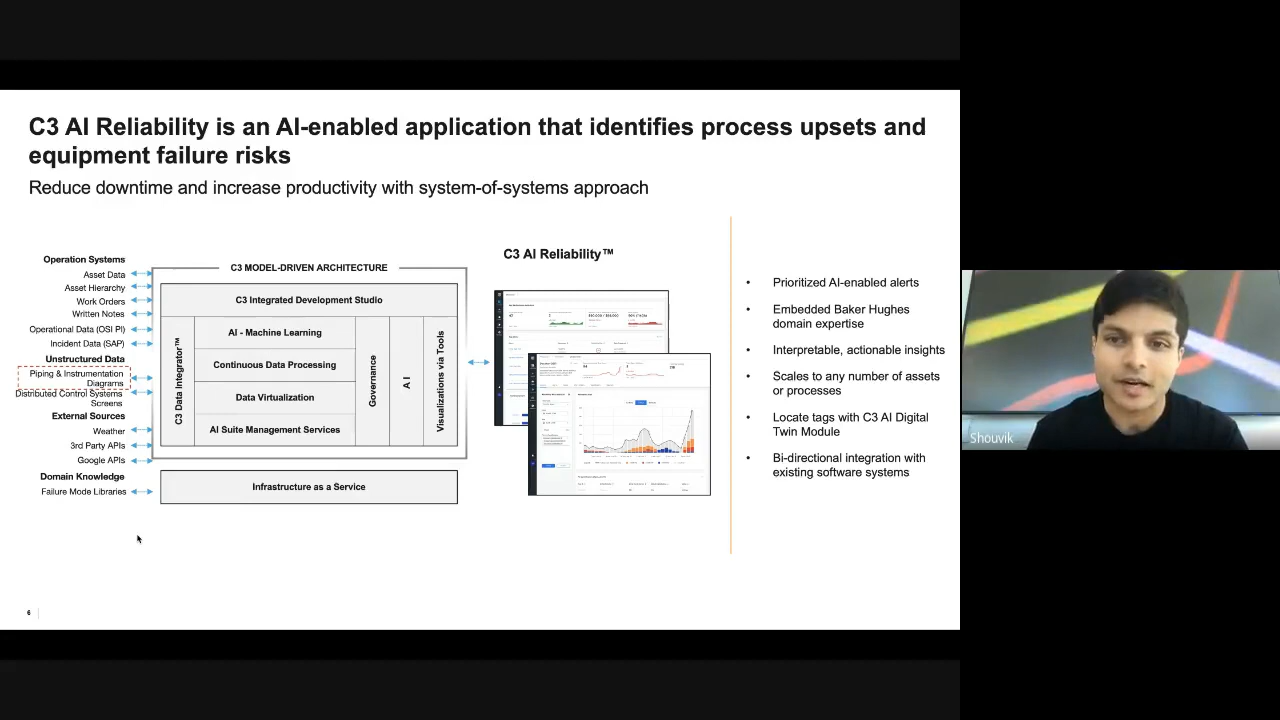 C3 AI Reliability is an AI-enabled application that identifies process upsets and
equipment failure risks
Reduce downtime and increase productivity with system-of-systems approach
Operation Systems
Asset Data
Asset Hierarchy
Work Orders
Written Notes
Operational Data (OSI PI)
Incident Data (SAP)
Unstructured Data
Piping & Instrumentation
Diagrams
Distributed Control Systems
Screens
External Sources
Weather
3rd Party APIs
Google APIs
Domain Knowledge
Failure Mode Libraries
C3 MODEL-DRIVEN ARCHITECTURE
C3 Integrated Development Studio
C3 Data Integrator™
AI - Machine Learning
Continuous Data Processing
Data Virtualization
AI Suite Management Services
Governance
AI
Visualizations via Tools
Infrastructure as a Service
C3 AI Reliability™
• Prioritized AI-enabled alerts
• Embedded Baker Hughes
domain expertise
• Interpretable, actionable insights
• Scales to any number of assets
or processes
• Locate tags with C3 AI Digital
Twin Module
• Bi-directional integration with
existing software systems
6
Shouvik